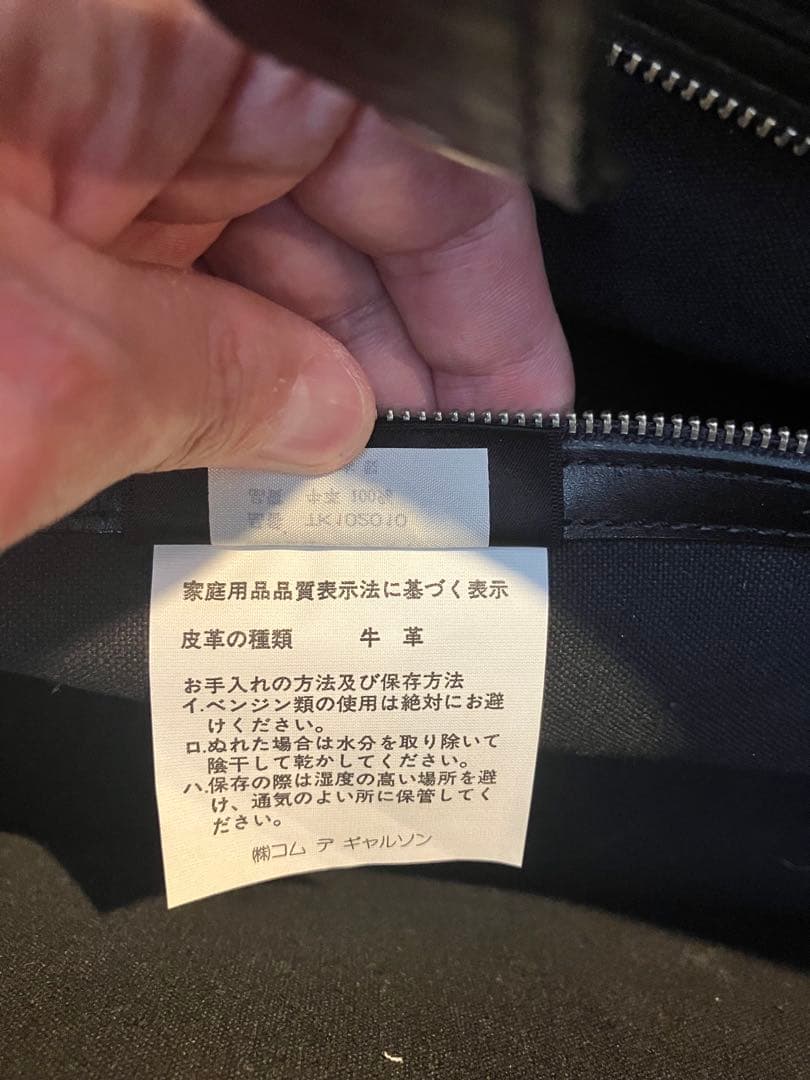 家庭用品品質表示法に基づく表示
皮革の種類 牛 革
お手入れの方法及び保存方法
イ.ベンジン類の使用は絶対にお避
けください。
ロ.ぬれた場合は水分を取り除いて
陰干して乾かしてください。
ハ.保存の際は湿度の高い場所を避
け、通気のよい所に保管してく
ださい。
㈱コム デ ギャルソン